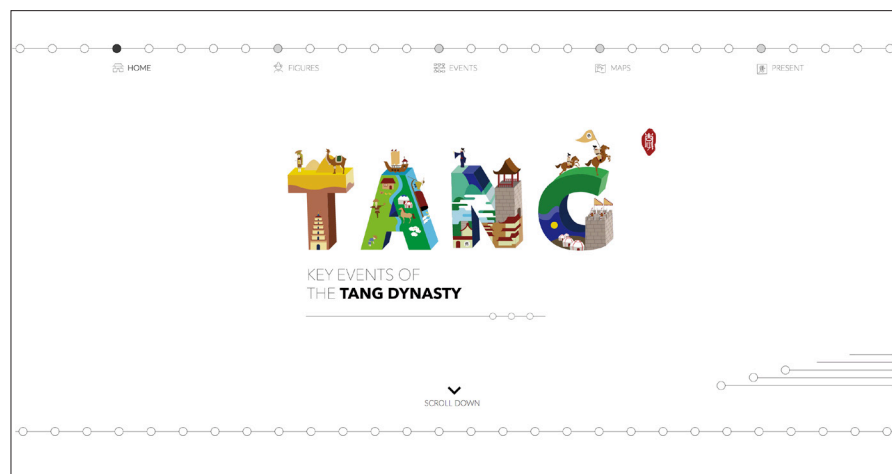 HOME
FIGURES
EVENTS
MAPS
PRESENT
TANG
KEY EVENTS OF
THE TANG DYNASTY
SCROLL DOWN